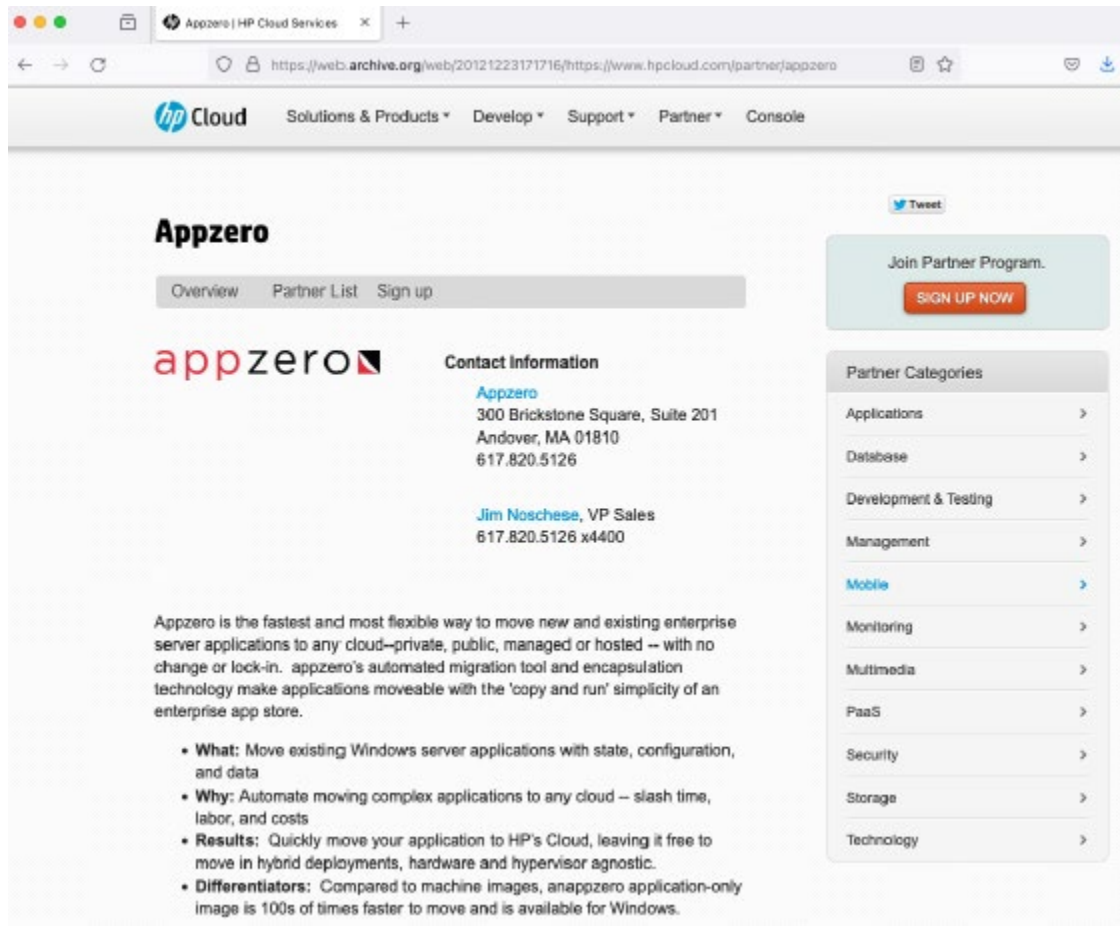 Appzero | HP Cloud Services
https://web.archive.org/web/20121223171716/https://www.hpcloud.com/partner/appzero
hp Cloud
Solutions & Products
Develop
Support
Partner
Console
Tweet
Appzero
Join Partner Program.
SIGN UP NOW
Overview
Partner List
Sign up
appzero
Contact Information
Appzero
300 Brickstone Square, Suite 201
Andover, MA 01810
617.820.5126
Jim Noschese, VP Sales
617.820.5126 x4400
Appzero is the fastest and most flexible way to move new and existing enterprise
server applications to any cloud--private, public, managed or hosted -- with no
change or lock-in. appzero's automated migration tool and encapsulation
technology make applications moveable with the 'copy and run' simplicity of an
enterprise app store.
• What: Move existing Windows server applications with state, configuration,
and data
• Why: Automate moving complex applications to any cloud -- slash time,
labor, and costs
• Results: Quickly move your application to HP's Cloud, leaving it free to
move in hybrid deployments, hardware and hypervisor agnostic.
• Differentiators: Compared to machine images, anappzero application-only
image is 100s of times faster to move and is available for Windows.
Partner Categories
Applications
Database
Development & Testing
Management
Mobile
Monitoring
Multimedia
PaaS
Security
Storage
Technology